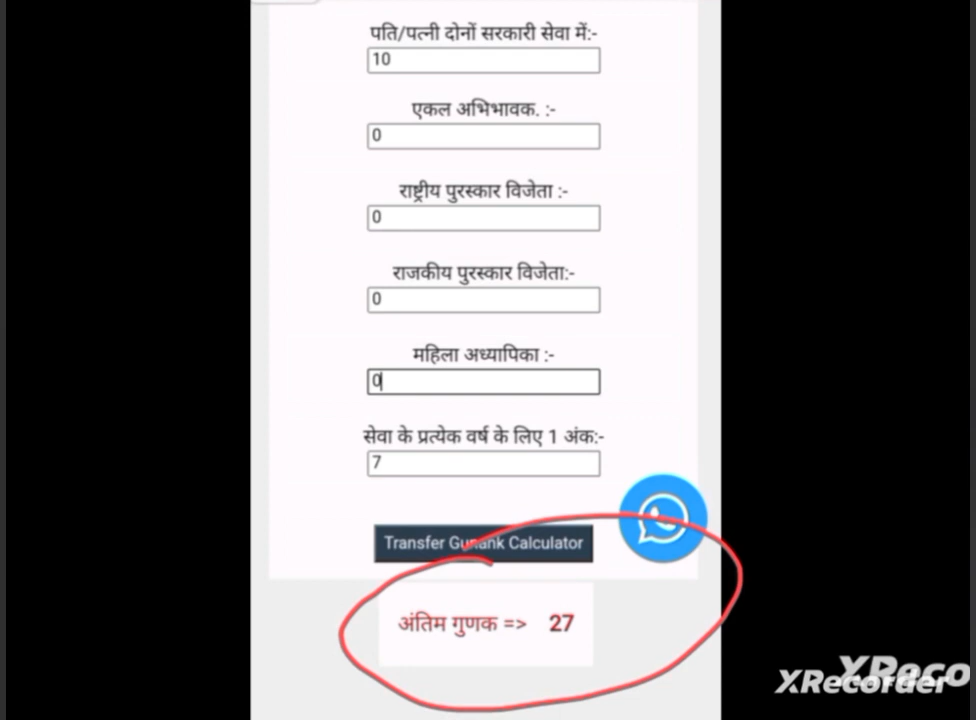 पति/पत्नी दोनों सरकारी सेवा में:-
10
एकल अभिभावक. :-
0
राष्ट्रीय पुरस्कार विजेता :-
0
राजकीय पुरस्कार विजेता:-
0
महिला अध्यापिका :-
0
सेवा के प्रत्येक वर्ष के लिए 1 अंक:-
7
Transfer Gunank Calculator
अंतिम गुणक => 27
XReco
XRecorder